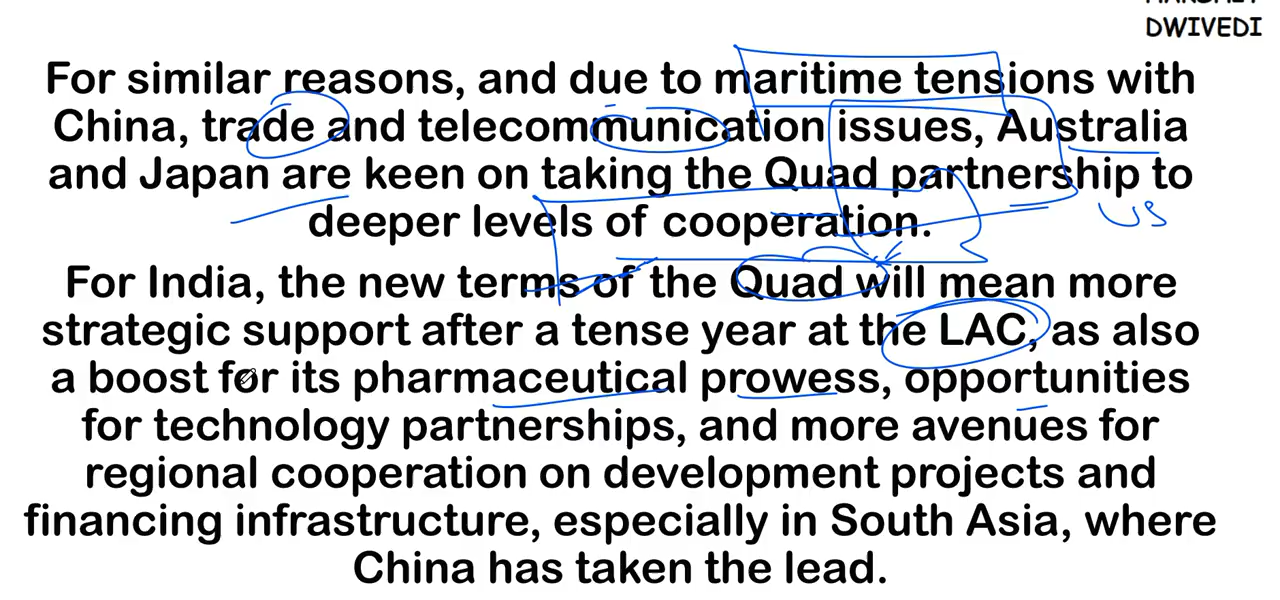 DWIVEDI
For similar reasons, and due to maritime tensions with
China, trade and telecommunication issues, Australia
and Japan are keen on taking the Quad partnership to
US
deeper levels of cooperation.
For India, the new terms of the Quad will mean more
strategic support after a tense year at the LAC, as also
a boost for its pharmaceutical prowess, opportunities
for technology partnerships, and more avenues for
regional cooperation on development projects and
financing infrastructure, especially in South Asia, where
China has taken the lead.